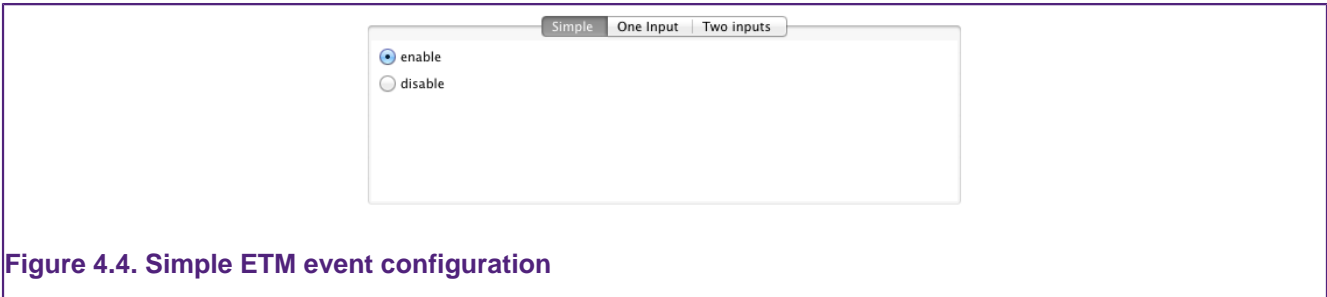 Simple One Input Two inputs
enable
disable
Figure 4.4. Simple ETM event configuration